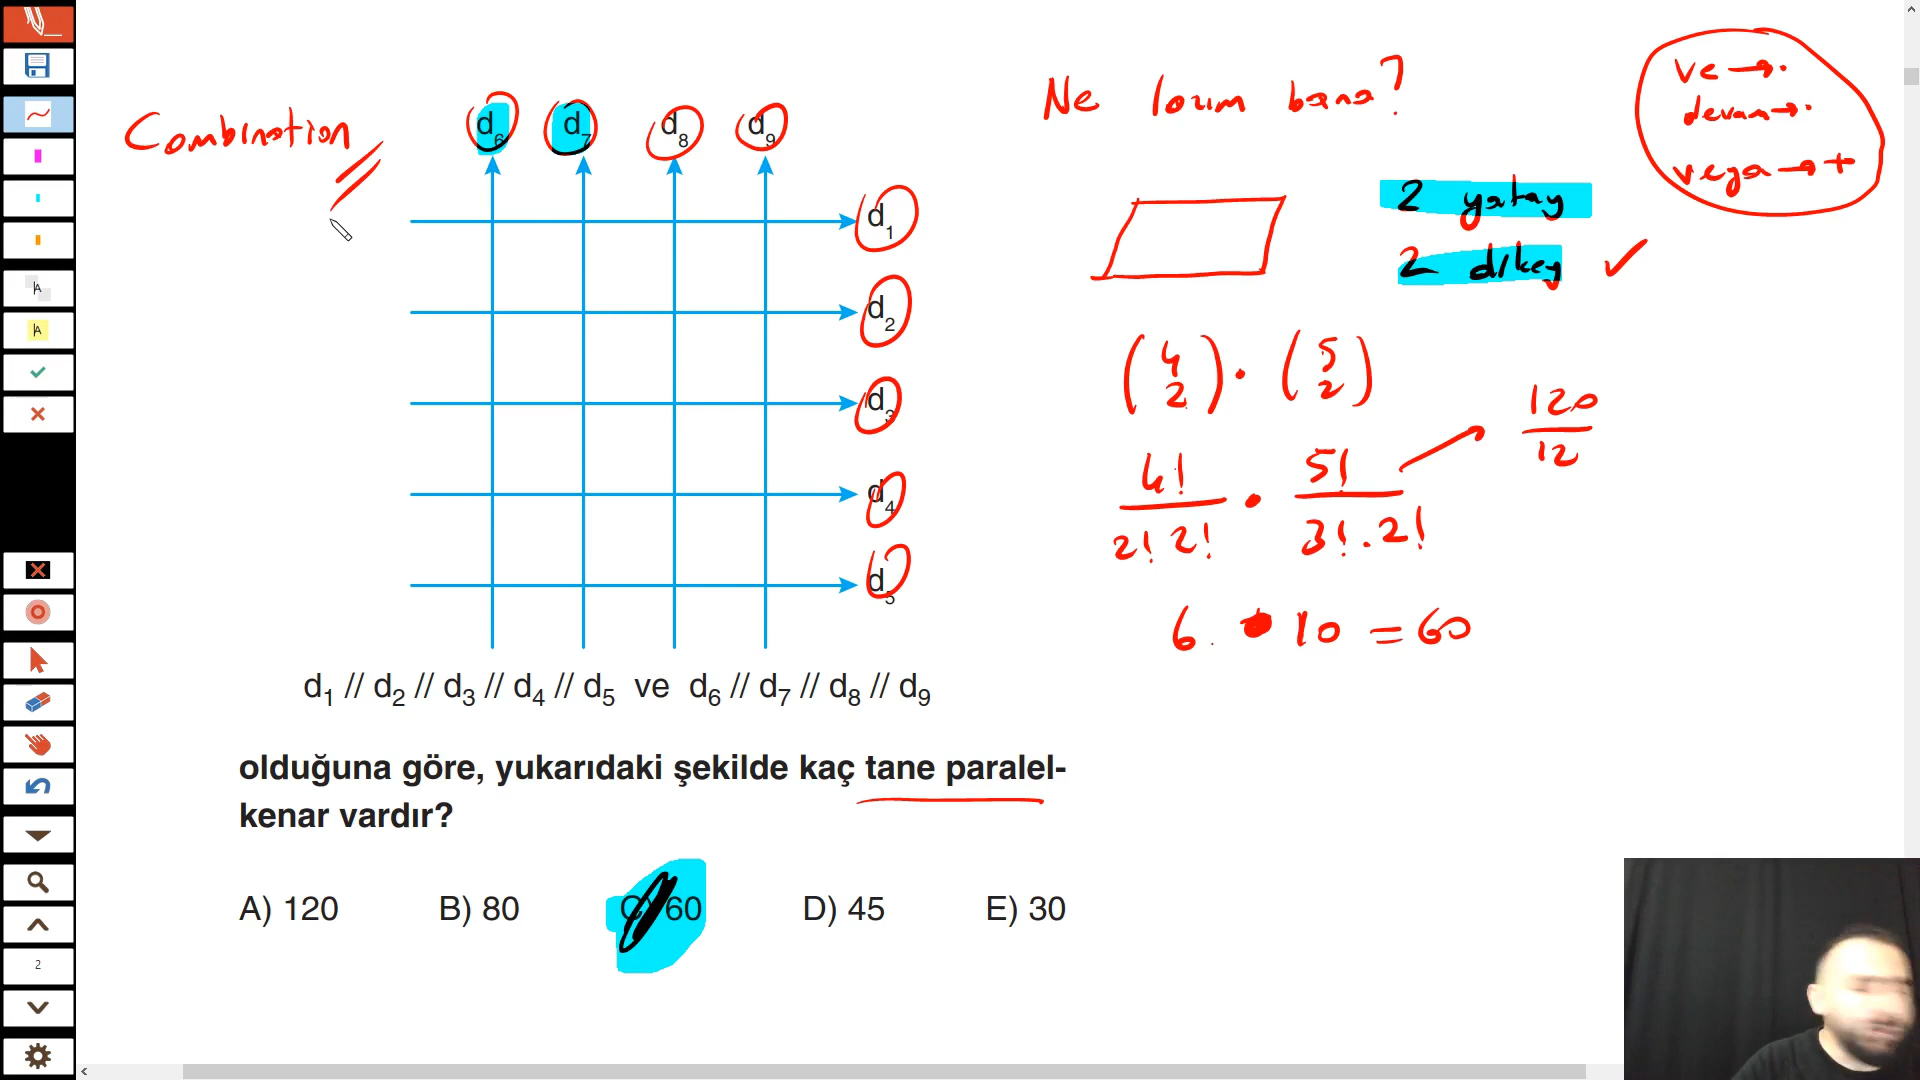 Combination
d6 d7 d8 d9
d1
d2
d3
d4
d5
d1 // d2 // d3 // d4 // d5 ve d6 // d7 // d8 // d9
olduğuna göre, yukarıdaki şekilde kaç tane paralel-
kenar vardır?
A) 120 B) 80 C) 60 D) 45 E) 30
Ne lazım bana?
2 yatay
2 dikey ✓
(4 2) · (5 2)
4!/2! 2! · 5!/3!.2! → 120/12
6 . 10 = 60
ve → .
devam → .
veya → +
2